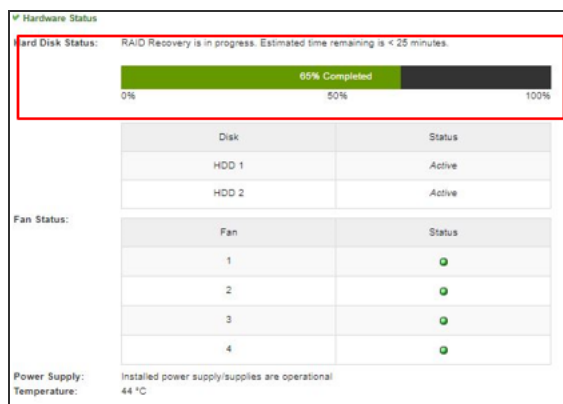 Hardware Status
Hard Disk Status: RAID Recovery is in progress. Estimated time remaining is < 25 minutes.
65% Completed
0% 50% 100%
Disk Status
HDD 1 Active
HDD 2 Active
Fan Status:
Fan Status
1
2
3
4
Power Supply: Installed power supply/supplies are operational
Temperature: 44 °C